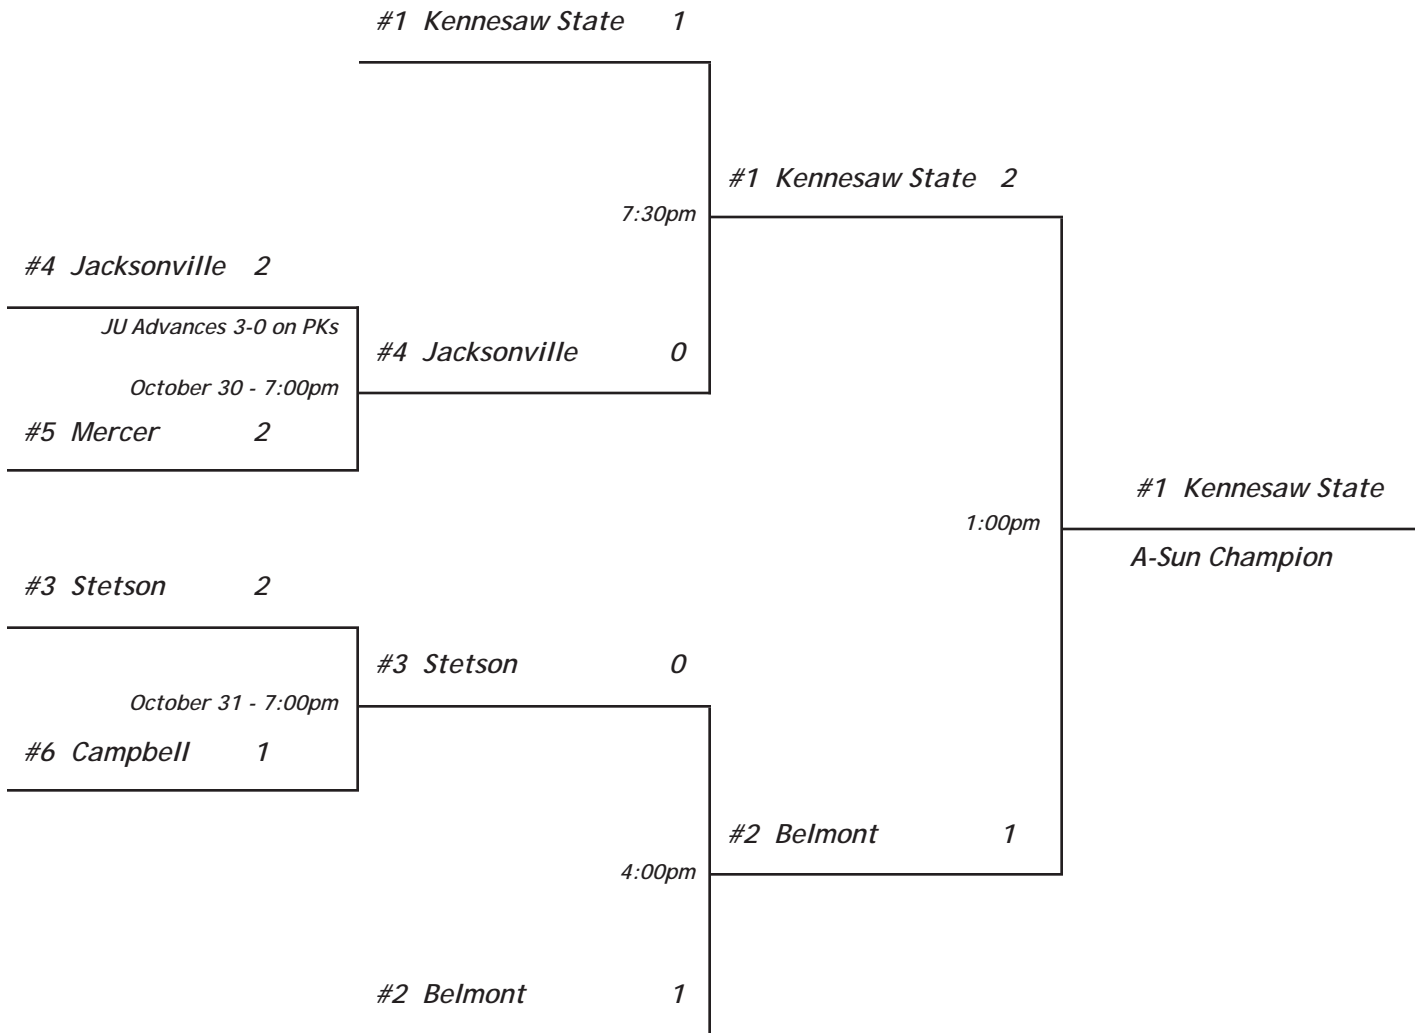 #1 Kennesaw State 1
#1 Kennesaw State 2
7:30pm
#4 Jacksonville 2
JU Advances 3-0 on PKs
#4 Jacksonville 0
October 30 - 7:00pm
#5 Mercer 2
#1 Kennesaw State
1:00pm
A-Sun Champion
#3 Stetson 2
#3 Stetson 0
October 31 - 7:00pm
#6 Campbell 1
#2 Belmont 1
4:00pm
#2 Belmont 1